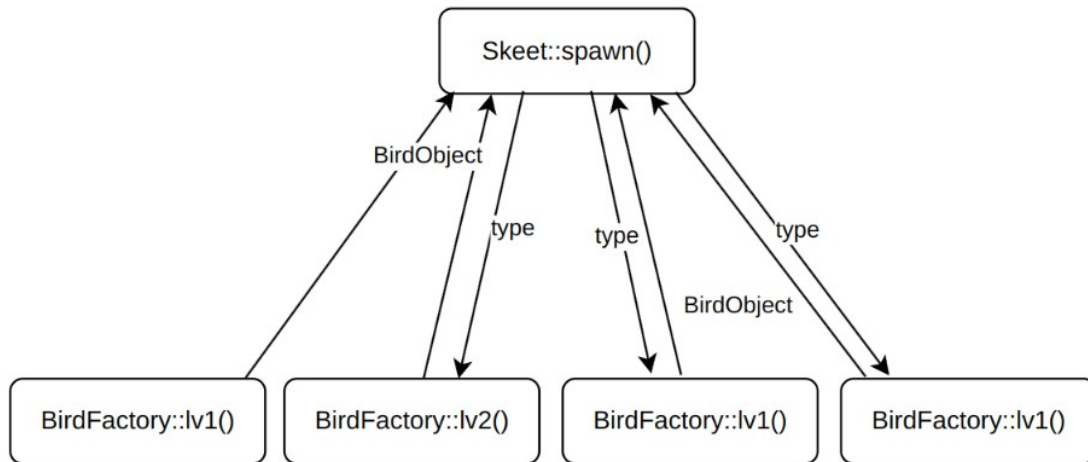 Skeet::spawn()
BirdObject
type
type
type
BirdObject
BirdFactory::lv1()
BirdFactory::lv2()
BirdFactory::lv1()
BirdFactory::lv1()